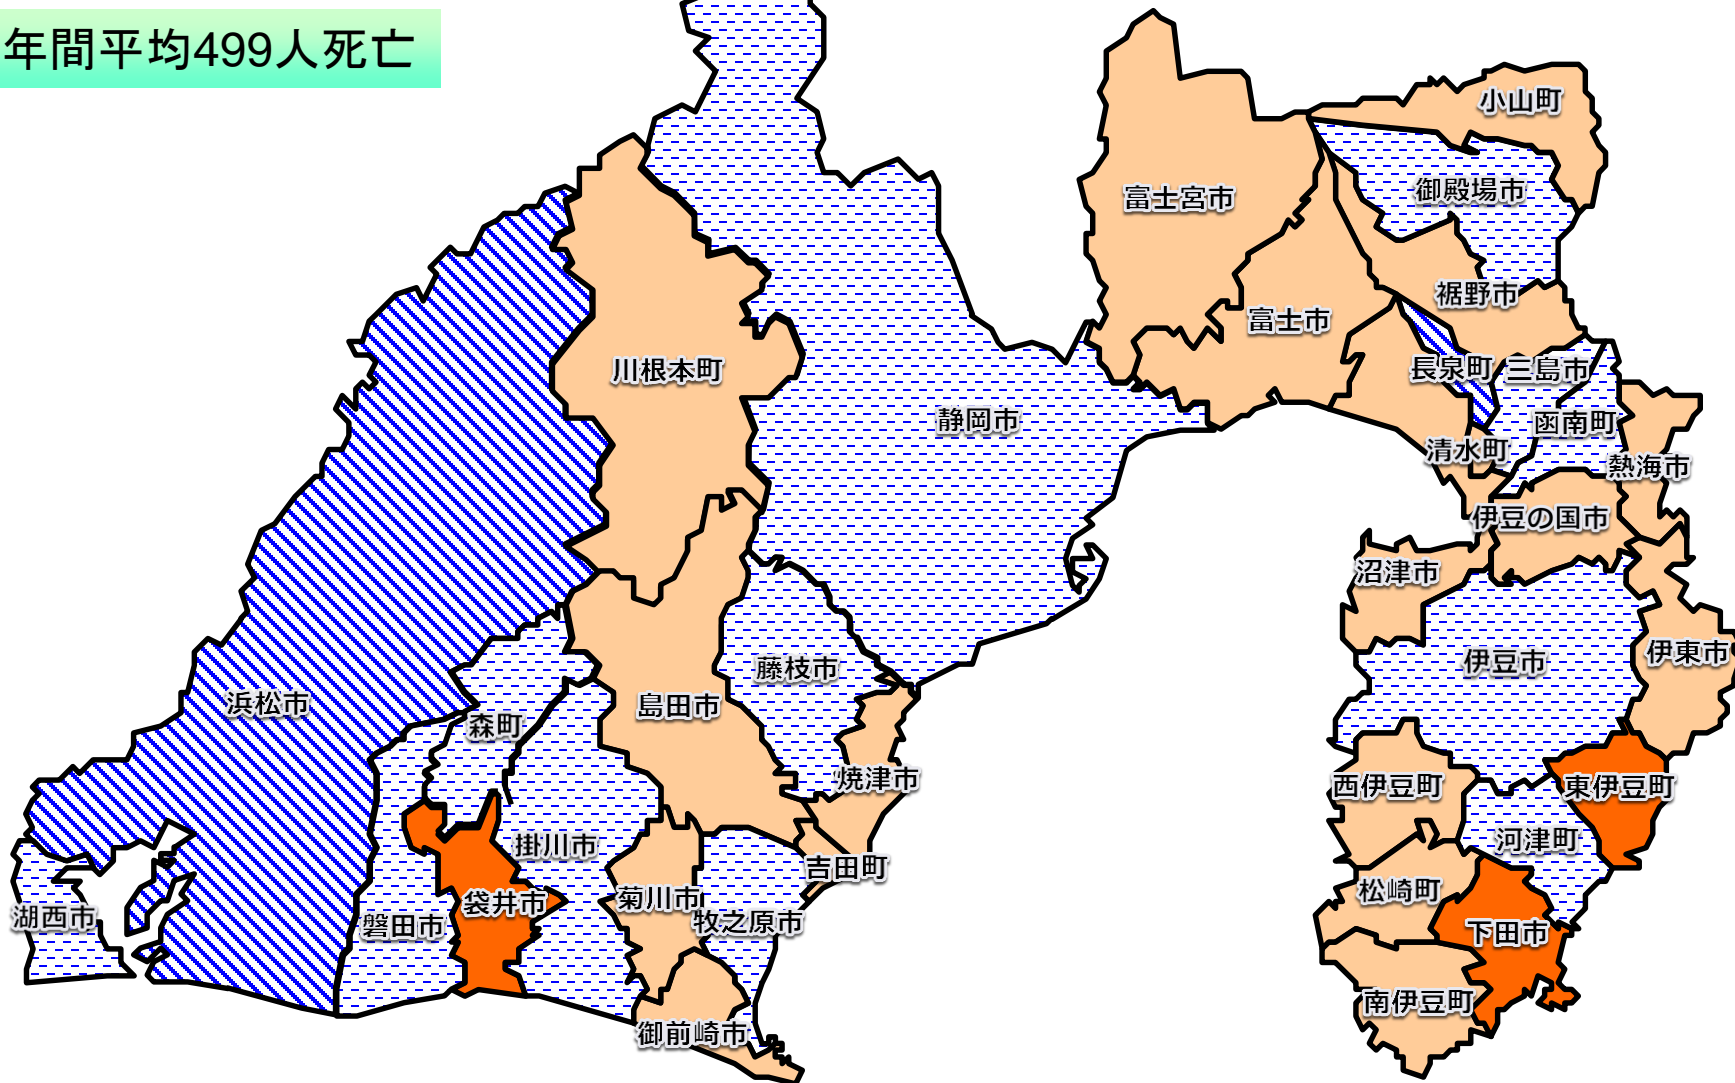 年間平均499人死亡
小山町
御殿場市
富士宮市
裾野市
富士市
長泉町
三島市
川根本町
静岡市
函南町
清水町
熱海市
伊豆の国市
沼津市
伊豆市
伊東市
藤枝市
島田市
浜松市
森町
焼津市
西伊豆町
東伊豆町
河津町
掛川市
吉田町
松崎町
菊川市
袋井市
湖西市
磐田市
牧之原市
下田市
南伊豆町
御前崎市